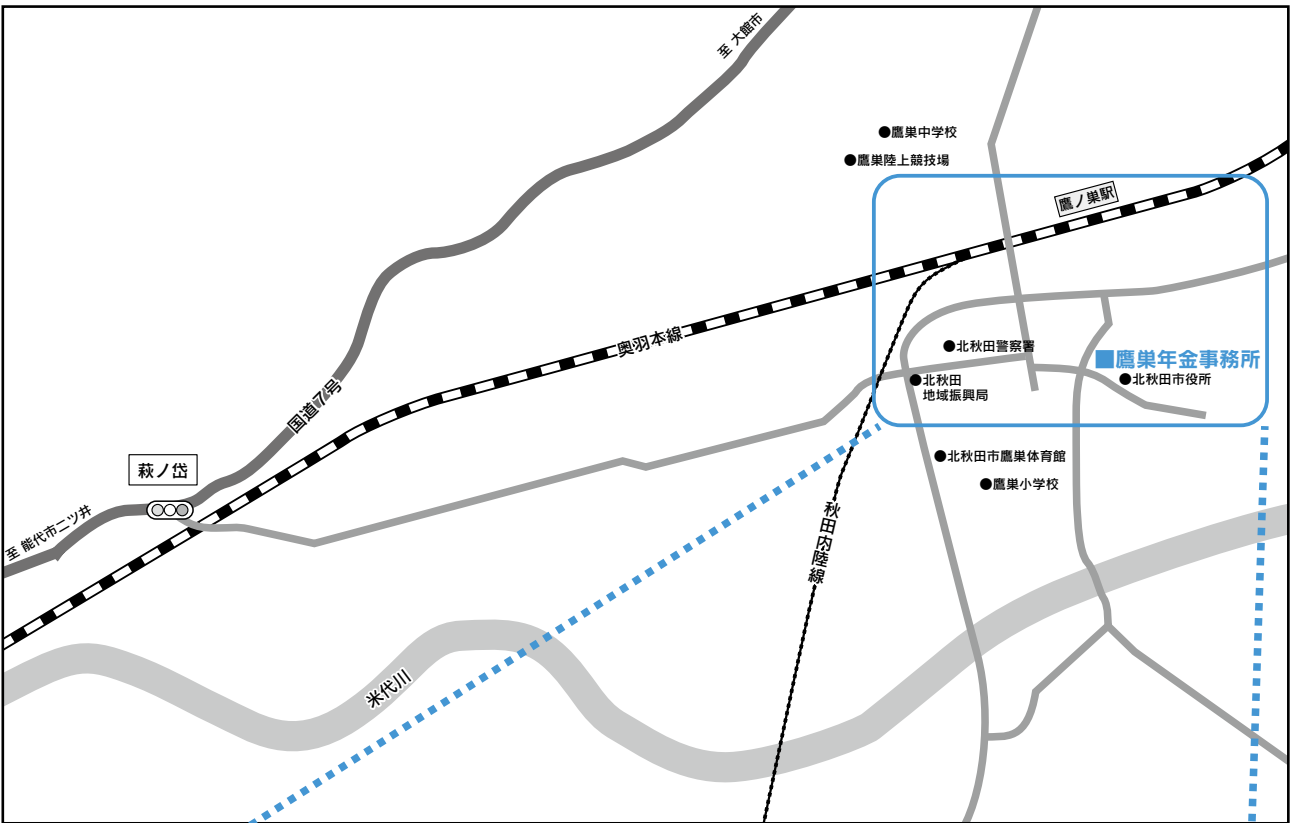 至 大館市
●鷹巣中学校
●鷹巣陸上競技場
鷹ノ巣駅
奥羽本線
●北秋田警察署
■鷹巣年金事務所
●北秋田
地域振興局
●北秋田市役所
国道7号
●北秋田市鷹巣体育館
萩ノ岱
●鷹巣小学校
至 能代市二ツ井
秋田内陸線
米代川